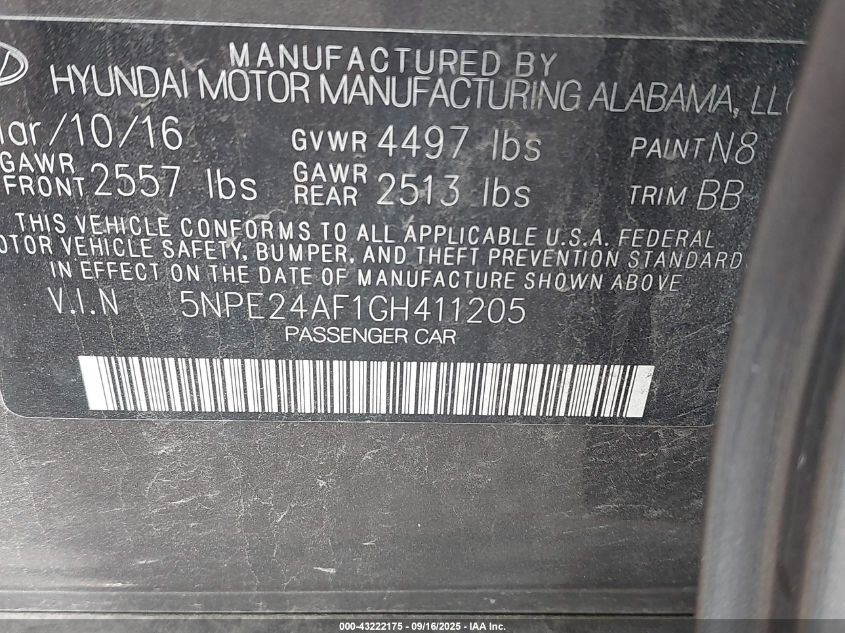 MANUFACTURED BY
HYUNDAI MOTOR MANUFACTURING ALABAMA, LLC
ar/10/16 GVWR 4497 lbs PAINT N8
GAWR FRONT 2557 lbs GAWR REAR 2513 lbs TRIM BB
THIS VEHICLE CONFORMS TO ALL APPLICABLE U.S.A. FEDERAL
OTOR VEHICLE SAFETY, BUMPER, AND THEFT PREVENTION STANDARD
IN EFFECT ON THE DATE OF MANUFACTURE SHOWN ABOVE
V.I.N 5NPE24AF1GH411205
PASSENGER CAR
000-43222175 - 09/16/2025 - IAA Inc.